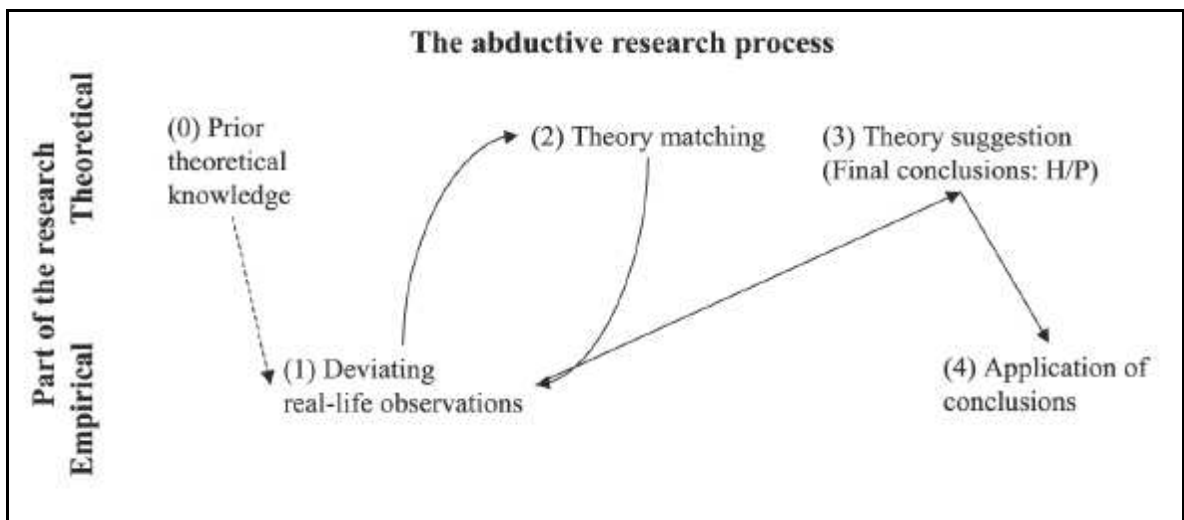 The abductive research process
Part of the research
Theoretical
Empirical
(0) Prior
theoretical
knowledge
(1) Deviating
real-life observations
(2) Theory matching
(3) Theory suggestion
(Final conclusions: H/P)
(4) Application of
conclusions